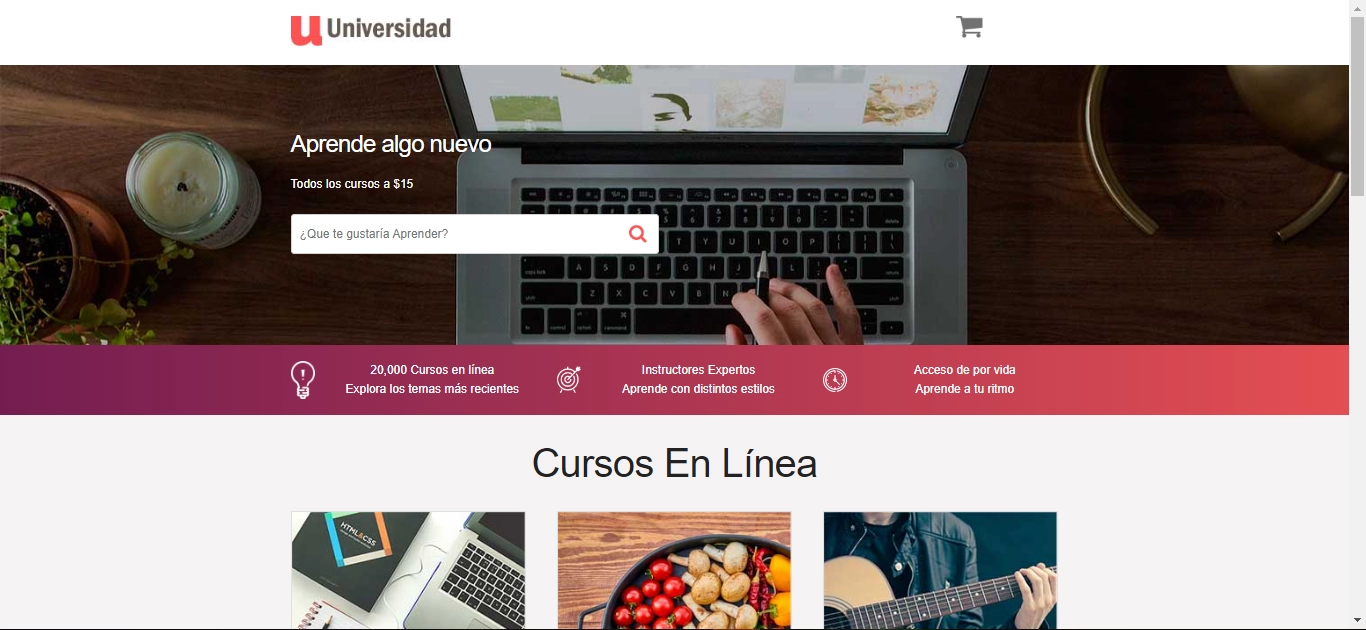 u Universidad
Aprende algo nuevo
Todos los cursos a $15
¿Que te gustaría Aprender?
20,000 Cursos en línea
Explora los temas más recientes
Instructores Expertos
Aprende con distintos estilos
Acceso de por vida
Aprende a tu ritmo
Cursos En Línea
HTML&CSS